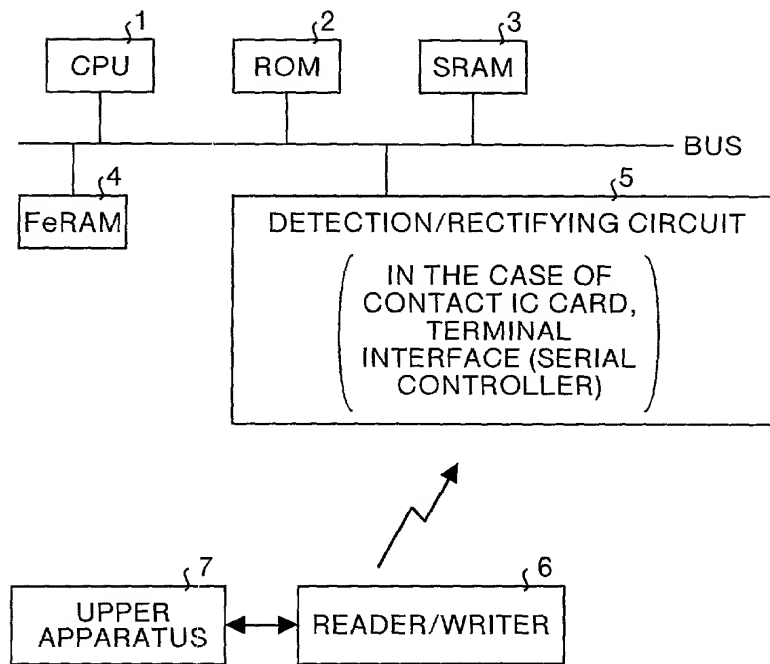 1
CPU
2
ROM
3
SRAM
BUS
4
FeRAM
5
DETECTION/RECTIFYING CIRCUIT
IN THE CASE OF
CONTACT IC CARD,
TERMINAL
INTERFACE (SERIAL
CONTROLLER)
7
UPPER
APPARATUS
6
READER/WRITER